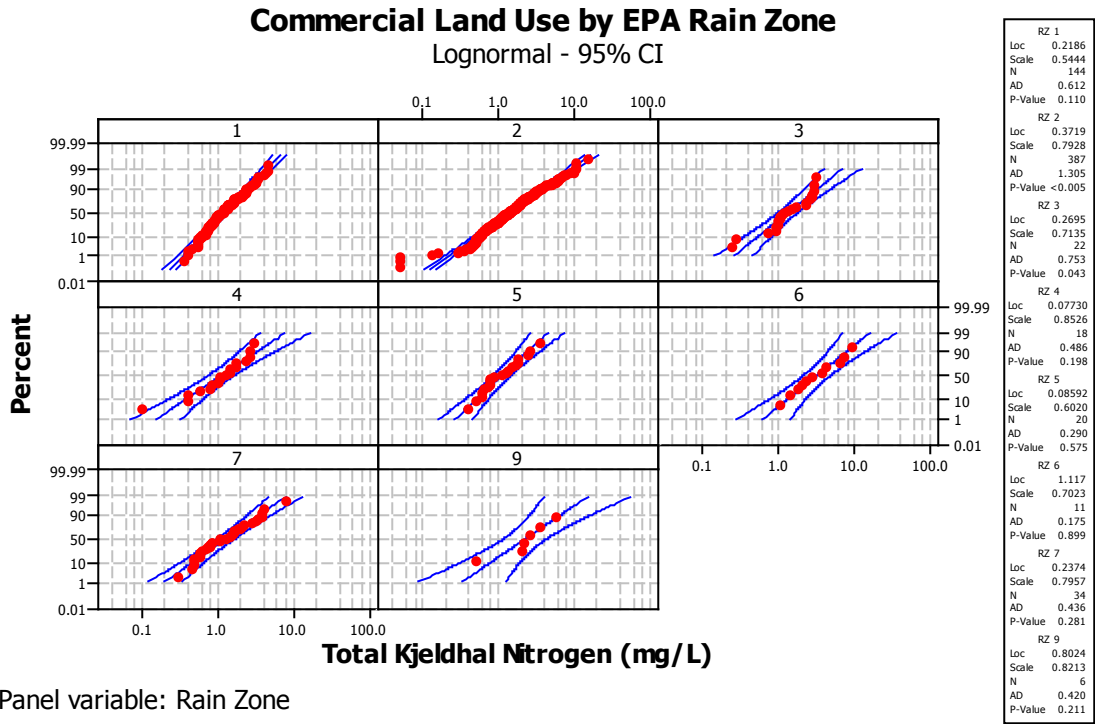 Commercial Land Use by EPA Rain Zone
Lognormal - 95% CI
0.1 1.0 10.0 100.0
1 2 3
99.99
99
90
50
10
1
0.01
4 5 6
99.99
99
90
50
10
1
0.01
7 9
0.1 1.0 10.0 100.0
99.99
99
90
50
10
1
0.01
0.1 1.0 10.0 100.0
Percent
Total Kjeldhal Nitrogen (mg/L)
Panel variable: Rain Zone
RZ 1
Loc 0.2186
Scale 0.5444
N 144
AD 0.612
P-Value 0.110
RZ 2
Loc 0.3719
Scale 0.7928
N 387
AD 1.305
P-Value <0.005
RZ 3
Loc 0.2695
Scale 0.7135
N 22
AD 0.753
P-Value 0.043
RZ 4
Loc 0.07730
Scale 0.8526
N 18
AD 0.486
P-Value 0.198
RZ 5
Loc 0.08592
Scale 0.6020
N 20
AD 0.290
P-Value 0.575
RZ 6
Loc 1.117
Scale 0.7023
N 11
AD 0.175
P-Value 0.899
RZ 7
Loc 0.2374
Scale 0.7957
N 34
AD 0.436
P-Value 0.281
RZ 9
Loc 0.8024
Scale 0.8213
N 6
AD 0.420
P-Value 0.211